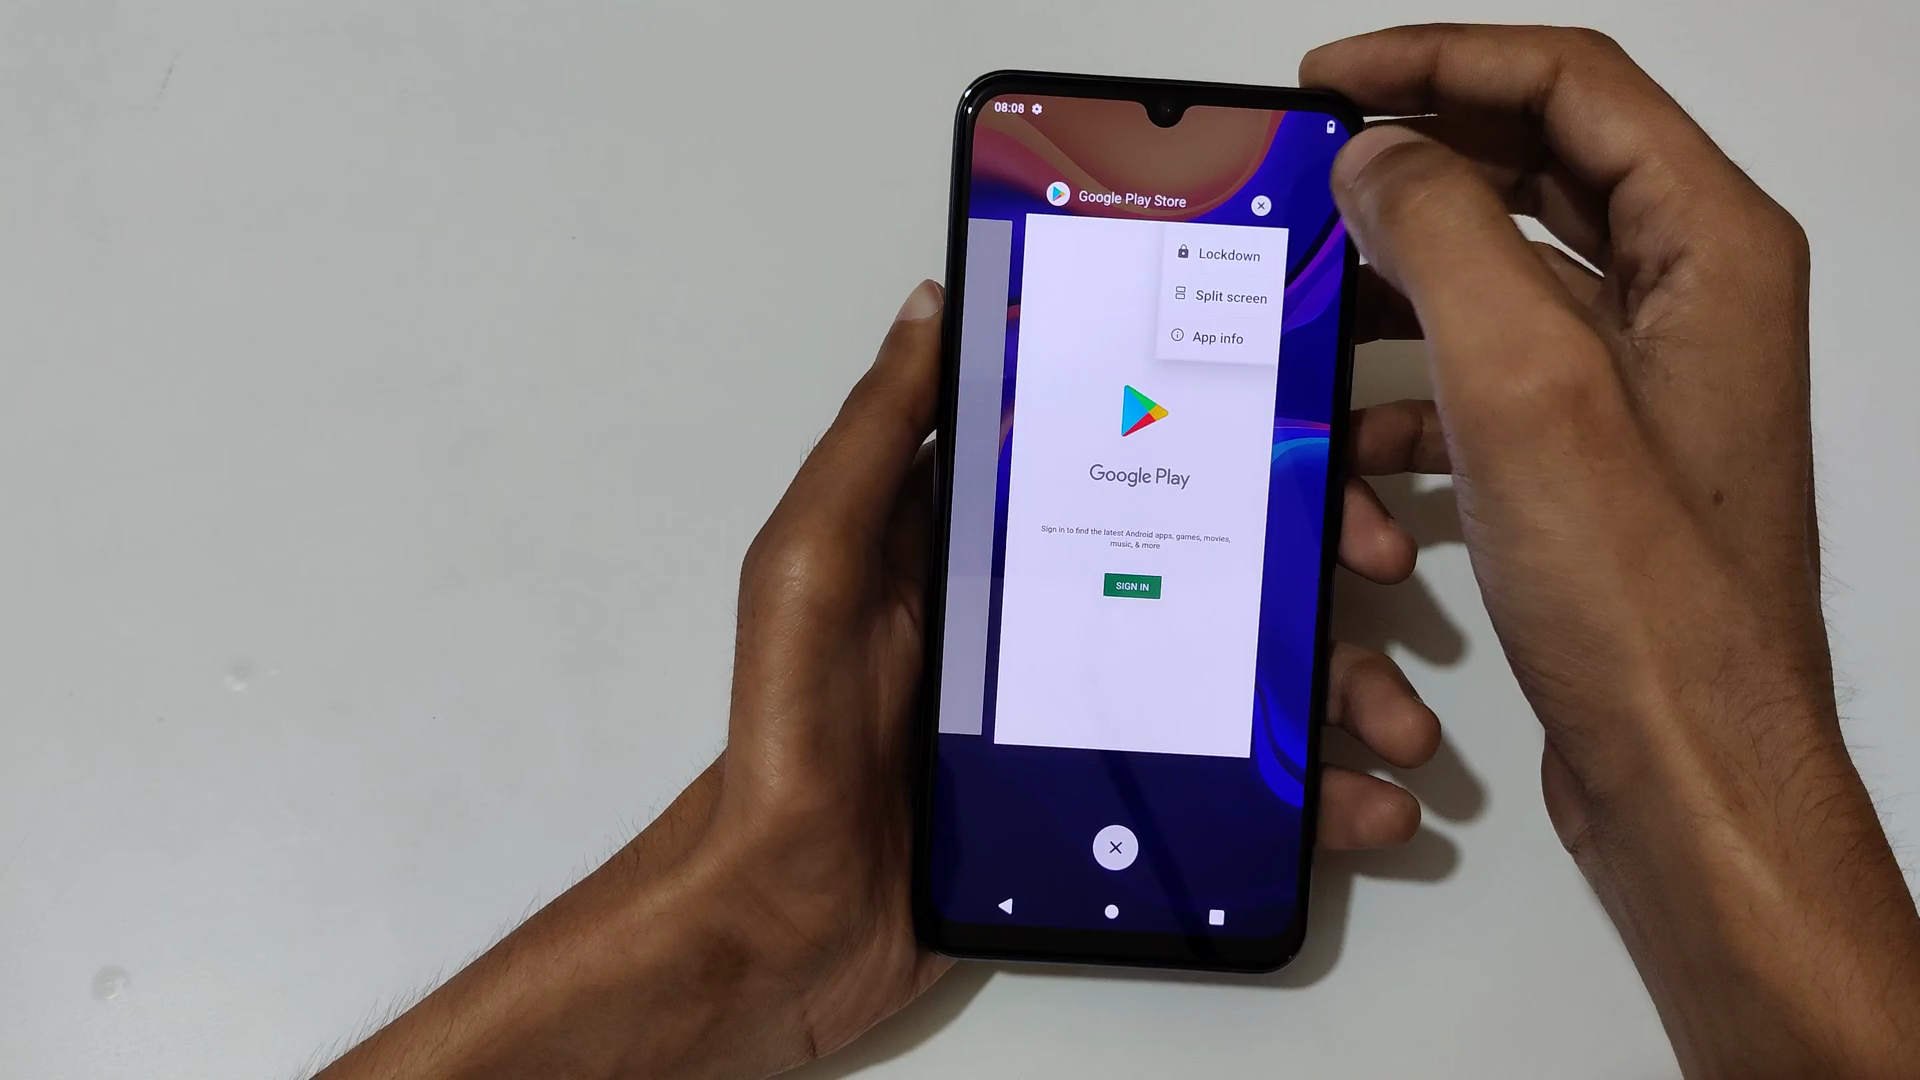 08:08
Google Play Store
Lockdown
Split screen
App info
Google Play
Sign in to find the latest Android apps, games, movies,
music, & more
SIGN IN